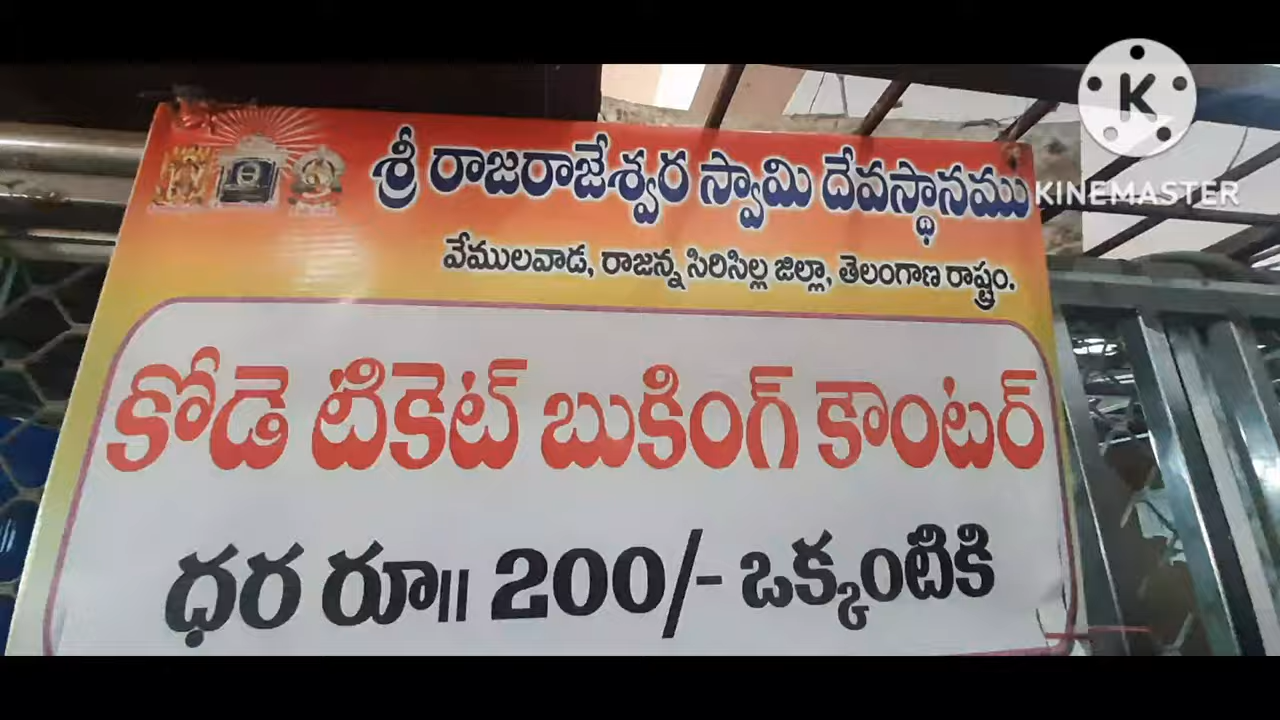 శ్రీ రాజరాజేశ్వర స్వామి దేవస్థానము
వేములవాడ, రాజన్న సిరిసిల్ల జిల్లా, తెలంగాణ రాష్ట్రం.
కోడె టికెట్ బుకింగ్ కౌంటర్
ధర రూ॥ 200/- ఒక్కంటికి
K
KINEMASTER